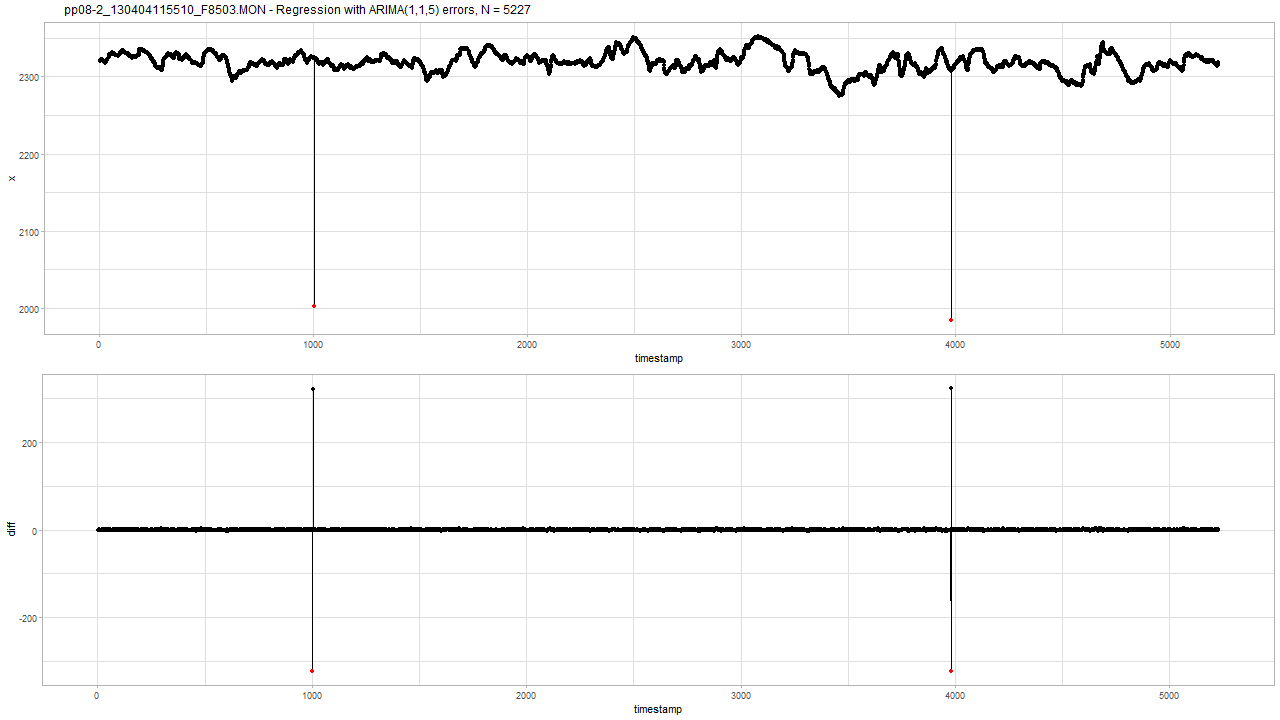 pp08-2_130404115510_F8503.MON - Regression with ARIMA(1,1,5) errors, N = 5227
2300
2200
x
2100
2000
0 1000 2000 3000 4000 5000
timestamp
200
diff
0
-200
0 1000 2000 3000 4000 5000
timestamp